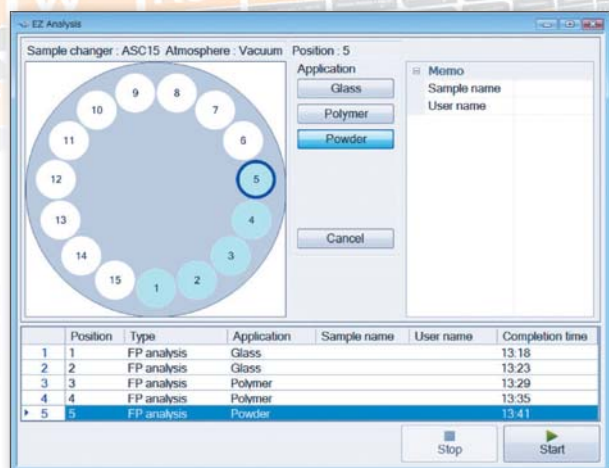 EZ Analysis
Sample changer : ASC15 Atmosphere : Vacuum Position : 5
Application
Glass
Polymer
Powder
Cancel
Memo
Sample name
User name
9
8
10
7
11
6
12
5
13
4
14
3
15
2
1
Position Type Application Sample name User name Completion time
1 1 FP analysis Glass 13:18
2 2 FP analysis Glass 13:23
3 3 FP analysis Polymer 13:29
4 4 FP analysis Polymer 13:35
5 5 FP analysis Powder 13:41
Stop
Start